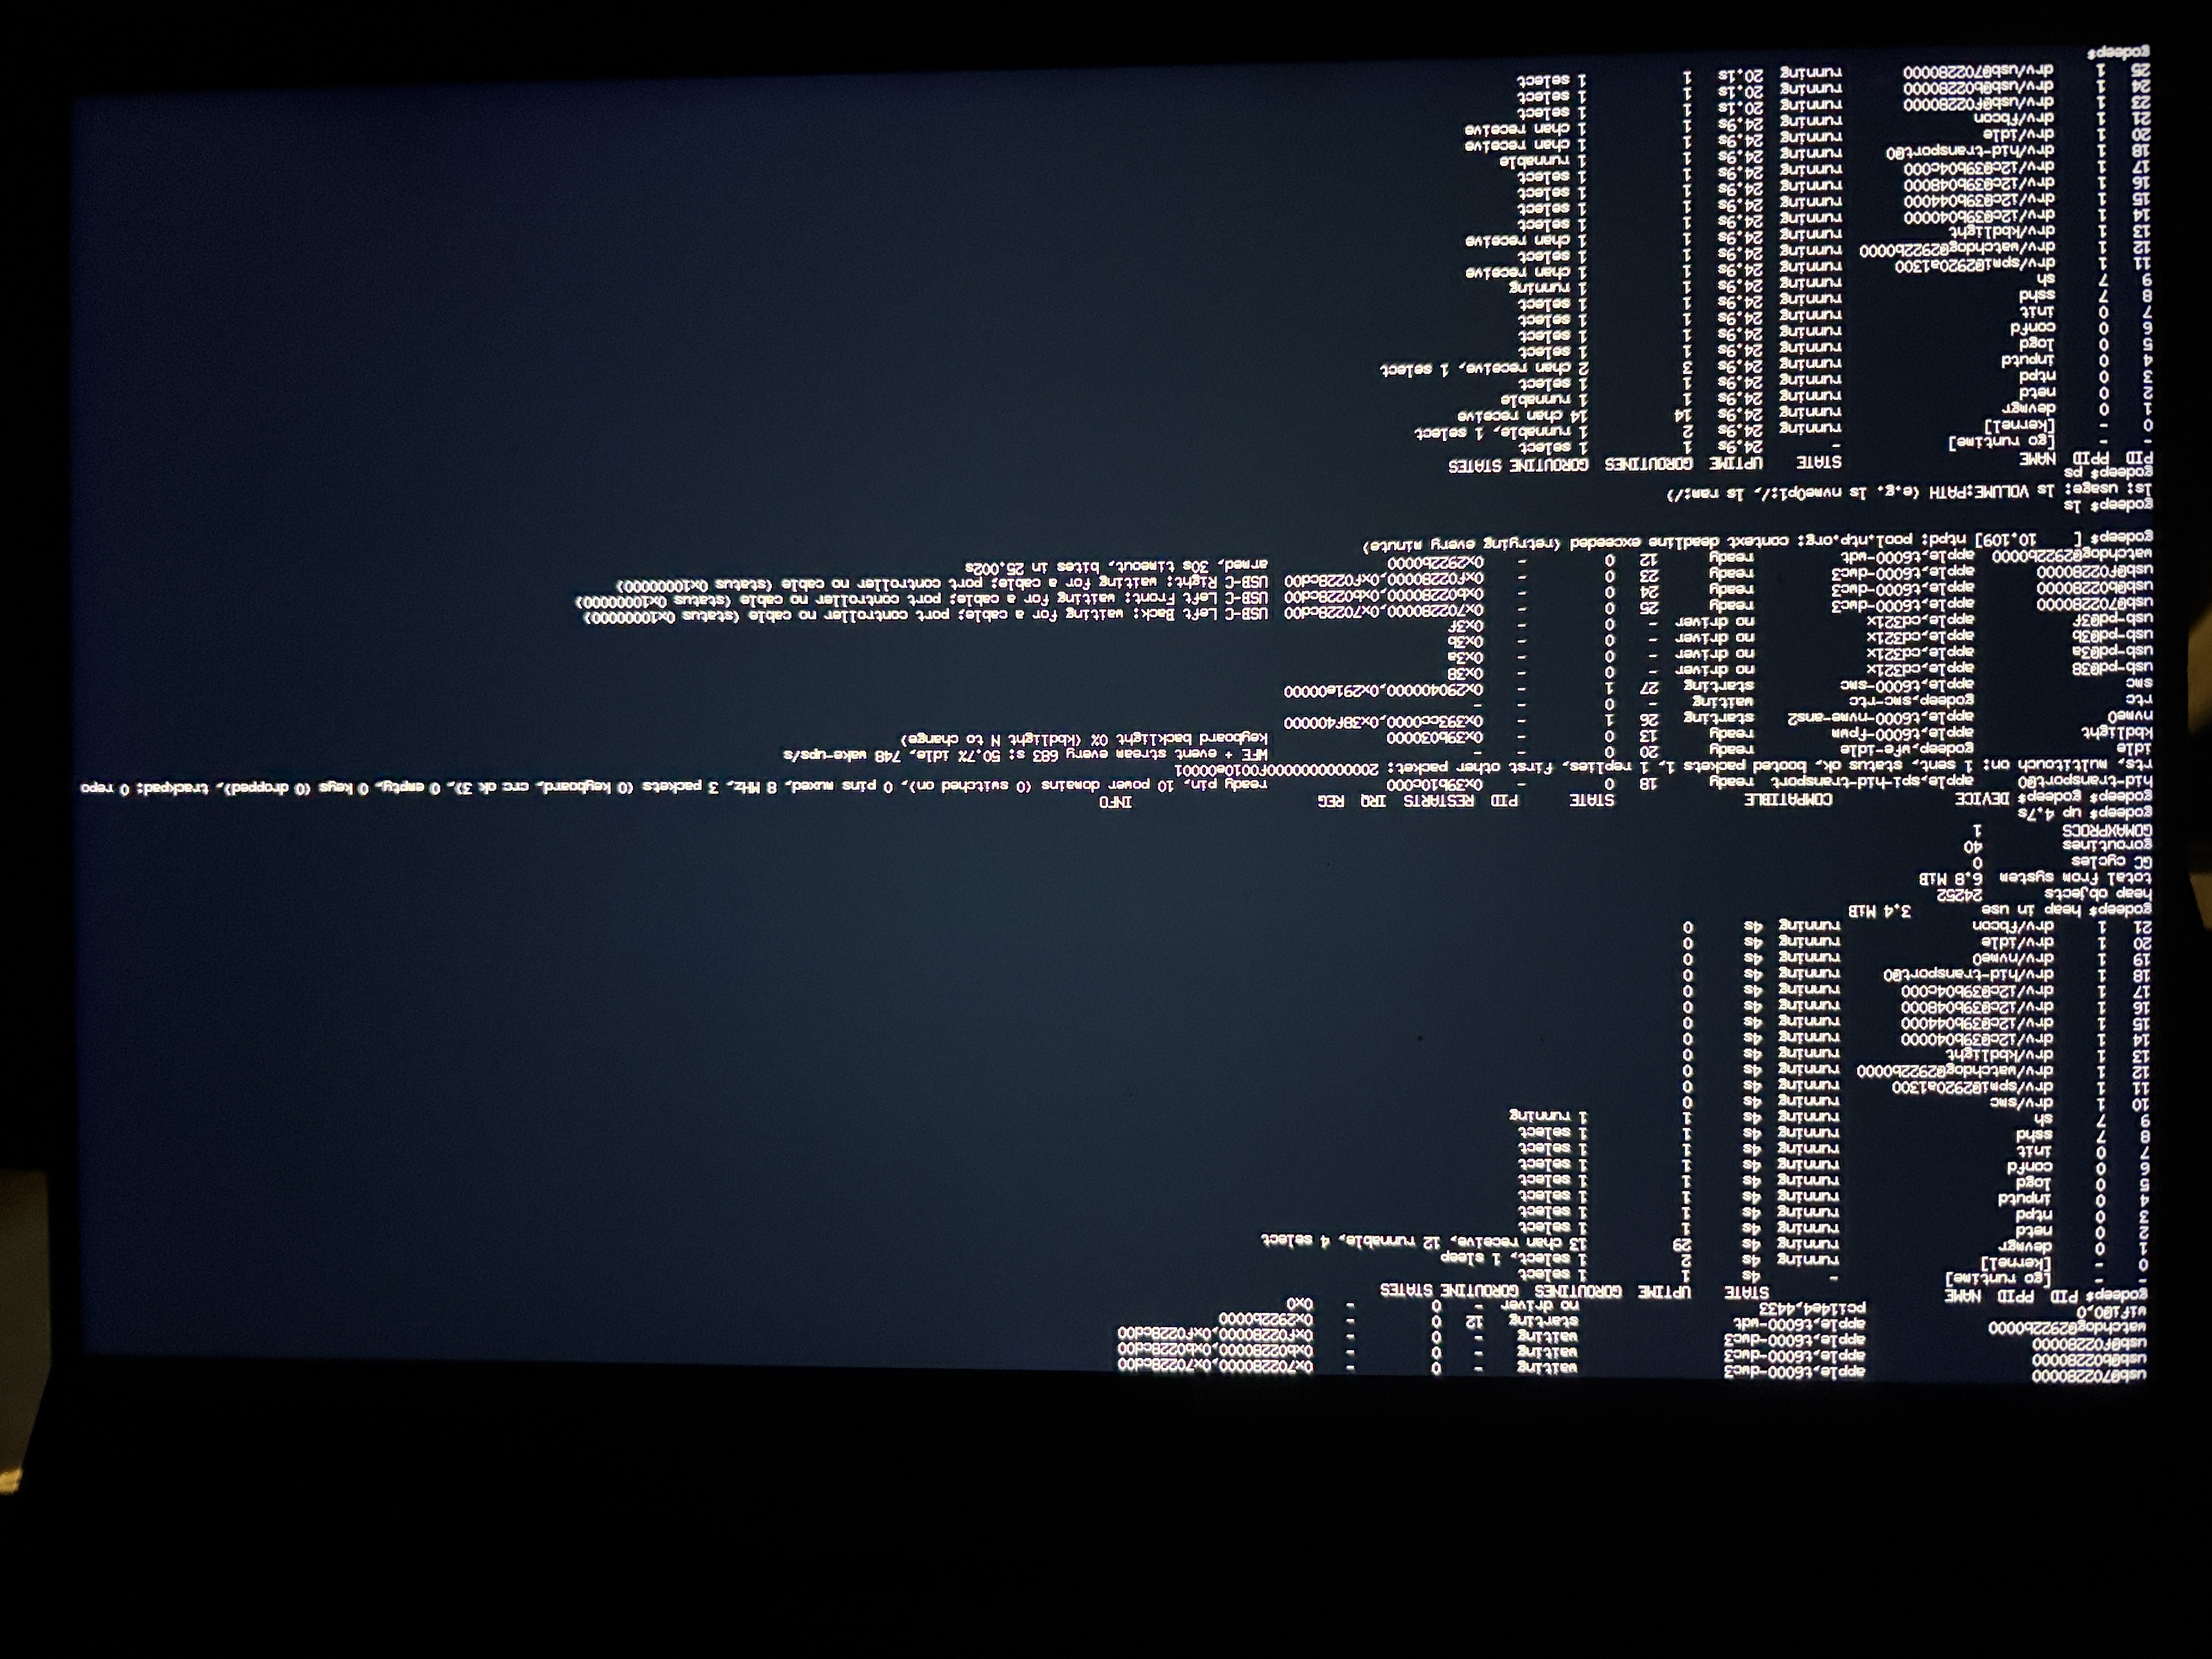 usb@702280000 apple,t6000-dwc3 waiting - 0 - 0x702280000,0x70228cd00
usb@b02280000 apple,t6000-dwc3 waiting - 0 - 0xb02280000,0xb0228cd00
usb@f02280000 apple,t6000-dwc3 waiting - 0 - 0xf02280000,0xf0228cd00
watchdog@2922b0000 apple,t6000-wdt starting 12 0 - 0x2922b0000
wifi@0,0 pci14e4,4433 no driver - 0 - 0x0
godeep$ PID PPID NAME STATE UPTIME GOROUTINES GOROUTINE STATES
- - [go runtime] - 4s 1 1 select
0 - [kernel] running 4s 2 1 select, 1 sleep
1 0 devmgr running 4s 29 13 chan receive, 12 runnable, 4 select
2 0 netd running 4s 1 1 select
3 0 ntpd running 4s 1 1 select
4 0 inputd running 4s 1 1 select
5 0 logd running 4s 1 1 select
6 0 confd running 4s 1 1 select
7 0 init running 4s 1 1 select
8 7 sshd running 4s 1 1 select
9 7 sh running 4s 1 1 running
10 1 drv/smc running 4s 0
11 1 drv/spmi@2920a1300 running 4s 0
12 1 drv/watchdog@2922b0000 running 4s 0
13 1 drv/kbdlight running 4s 0
14 1 drv/i2c@39b040000 running 4s 0
15 1 drv/i2c@39b044000 running 4s 0
16 1 drv/i2c@39b048000 running 4s 0
17 1 drv/i2c@39b04c000 running 4s 0
18 1 drv/hid-transport@0 running 4s 0
19 1 drv/nvme0 running 4s 0
20 1 drv/idle running 4s 0
21 1 drv/fbcon running 4s 0
godeep$ heap in use 3.4 MiB
heap objects 24252
total from system 6.8 MiB
GC cycles 0
goroutines 40
GOMAXPROCS 1
godeep$ up 4.7s
godeep$ godeep$ DEVICE COMPATIBLE STATE PID RESTARTS IRQ REG INFO
hid-transport@0 apple,spi-hid-transport ready 18 0 - 0x39b10c000 ready pin, 10 power domains (0 switched on), 0 pins muxed, 8 MHz, 3 packets (0 keyboard, crc ok 3), 0 empty, 0 keys (0 dropped), trackpad: 0 repo
rts, multitouch on: 1 sent, status ok, booted packets 1, 1 replies, first other packet: 2000000000000f0010e00001
idle godeep,wfe-idle ready 20 0 - - WFE + event stream every 683 s: 50.7% idle, 748 wake-ups/s
kbdlight apple,t6000-fpwm ready 13 0 - 0x39b030000 keyboard backlight 0% (kbdlight N to change)
nvme0 apple,t6000-nvme-ans2 starting 26 1 - 0x393cc0000,0x38f400000
rtc godeep,smc-rtc waiting - 0 - -
smc apple,t6000-smc starting 27 1 - 0x290400000,0x291e00000
usb-pd@38 apple,cd321x no driver - 0 - 0x38
usb-pd@3a apple,cd321x no driver - 0 - 0x3a
usb-pd@3b apple,cd321x no driver - 0 - 0x3b
usb-pd@3f apple,cd321x no driver - 0 - 0x3f
usb@702280000 apple,t6000-dwc3 ready 25 0 - 0x702280000,0x70228cd00 USB-C Left Back: waiting for a cable; port controller no cable (status 0x10000000)
usb@b02280000 apple,t6000-dwc3 ready 24 0 - 0xb02280000,0xb0228cd00 USB-C Left Front: waiting for a cable; port controller no cable (status 0x10000000)
usb@f02280000 apple,t6000-dwc3 ready 23 0 - 0xf02280000,0xf0228cd00 USB-C Right: waiting for a cable; port controller no cable (status 0x10000000)
watchdog@2922b0000 apple,t6000-wdt ready 12 0 - 0x2922b0000 armed, 30s timeout, bites in 25.002s
godeep$ [ 10.109] ntpd: pool.ntp.org: context deadline exceeded (retrying every minute)
godeep$ ls
ls: usage: ls VOLUME:PATH (e.g. ls nvme0p1:/, ls ram:/)
godeep$ ps
PID PPID NAME STATE UPTIME GOROUTINES GOROUTINE STATES
- - [go runtime] - 24.9s 1 1 select
0 - [kernel] running 24.9s 2 1 runnable, 1 select
1 0 devmgr running 24.9s 14 14 chan receive
2 0 netd running 24.9s 1 1 runnable
3 0 ntpd running 24.9s 1 1 select
4 0 inputd running 24.9s 3 2 chan receive, 1 select
5 0 logd running 24.9s 1 1 select
6 0 confd running 24.9s 1 1 select
7 0 init running 24.9s 1 1 select
8 7 sshd running 24.9s 1 1 select
9 7 sh running 24.9s 1 1 running
11 1 drv/spmi@2920a1300 running 24.9s 1 1 chan receive
12 1 drv/watchdog@2922b0000 running 24.9s 1 1 select
13 1 drv/kbdlight running 24.9s 1 1 chan receive
14 1 drv/i2c@39b040000 running 24.9s 1 1 select
15 1 drv/i2c@39b044000 running 24.9s 1 1 select
16 1 drv/i2c@39b048000 running 24.9s 1 1 select
17 1 drv/i2c@39b04c000 running 24.9s 1 1 select
18 1 drv/hid-transport@0 running 24.9s 1 1 runnable
20 1 drv/idle running 24.9s 1 1 chan receive
21 1 drv/fbcon running 24.9s 1 1 chan receive
23 1 drv/usb@f02280000 running 20.1s 1 1 select
24 1 drv/usb@b02280000 running 20.1s 1 1 select
25 1 drv/usb@702280000 running 20.1s 1 1 select
godeep$